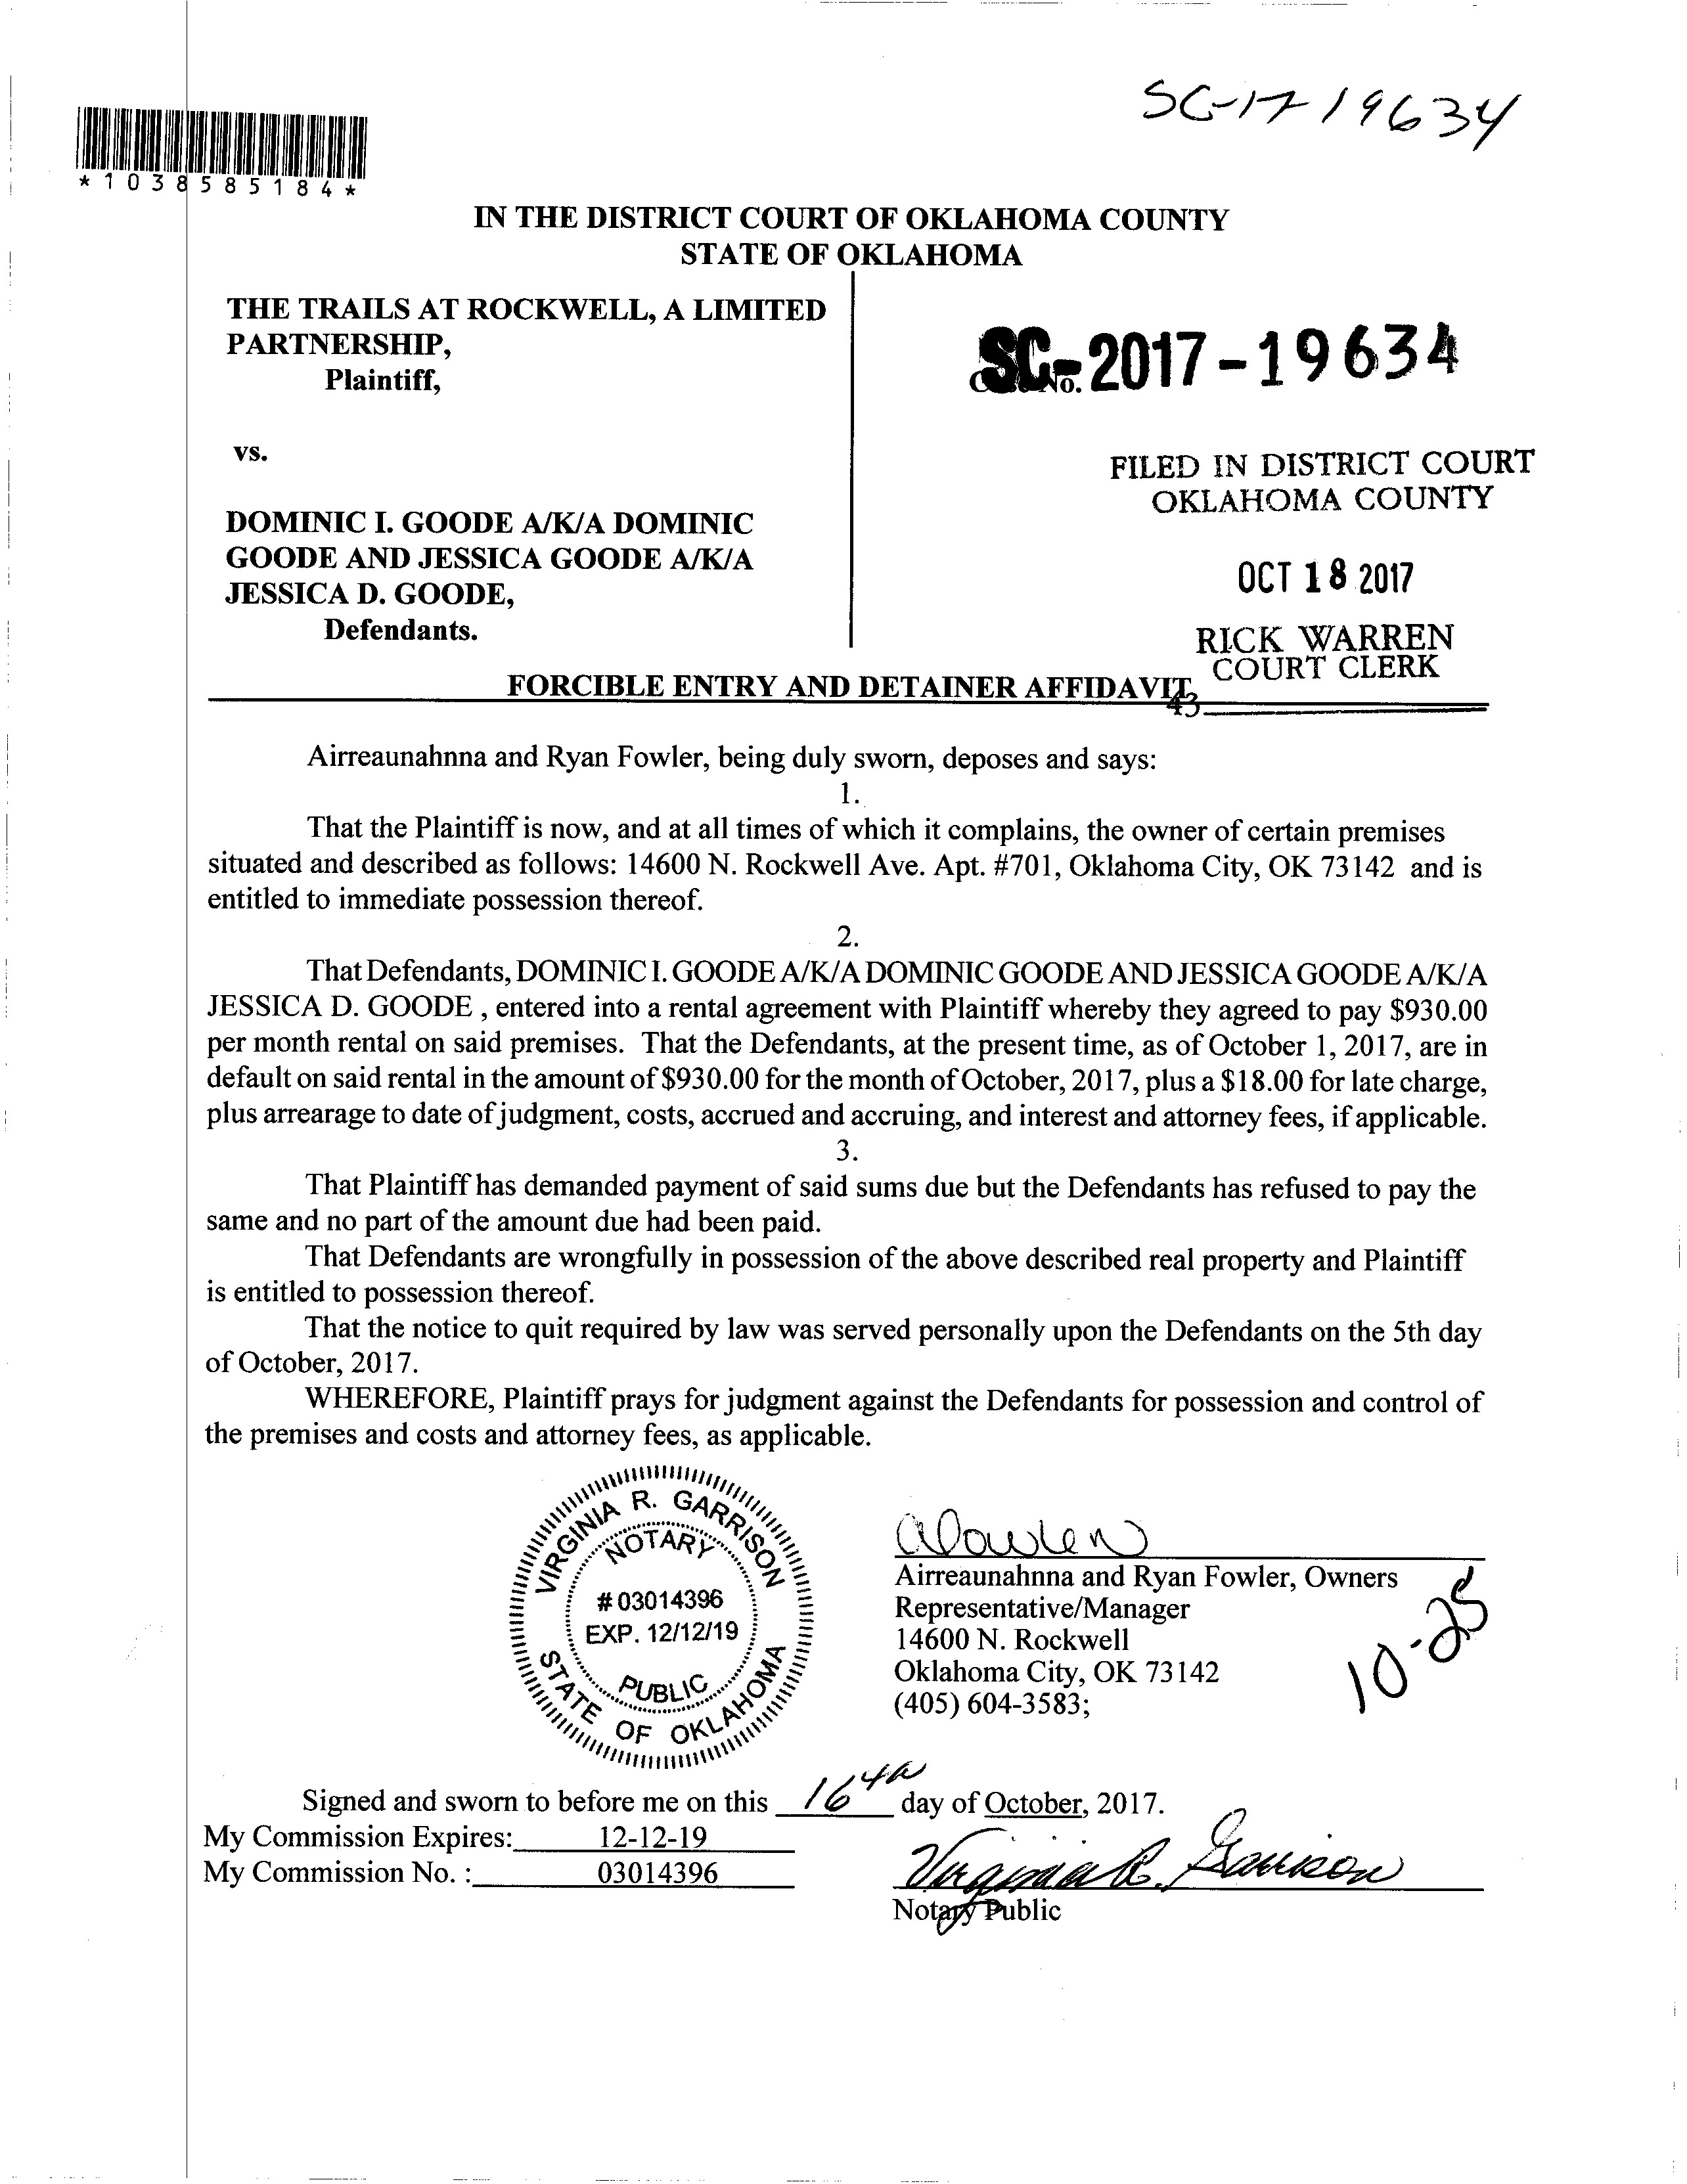 SC-17 19634
*1038585184*
IN THE DISTRICT COURT OF OKLAHOMA COUNTY
STATE OF OKLAHOMA
THE TRAILS AT ROCKWELL, A LIMITED
PARTNERSHIP,
Plaintiff,
vs.
DOMINIC I. GOODE A/K/A DOMINIC
GOODE AND JESSICA GOODE A/K/A
JESSICA D. GOODE,
Defendants.
SC-2017-19634
No.
FILED IN DISTRICT COURT
OKLAHOMA COUNTY
OCT 18 2017
RICK WARREN
COURT CLERK
43
FORCIBLE ENTRY AND DETAINER AFFIDAVIT
Airreaunahnna and Ryan Fowler, being duly sworn, deposes and says:
1.
That the Plaintiff is now, and at all times of which it complains, the owner of certain premises
situated and described as follows: 14600 N. Rockwell Ave. Apt. #701, Oklahoma City, OK 73142 and is
entitled to immediate possession thereof.
2.
That Defendants, DOMINIC I. GOODE A/K/A DOMINIC GOODE AND JESSICA GOODE A/K/A
JESSICA D. GOODE , entered into a rental agreement with Plaintiff whereby they agreed to pay $930.00
per month rental on said premises. That the Defendants, at the present time, as of October 1, 2017, are in
default on said rental in the amount of $930.00 for the month of October, 2017, plus a $18.00 for late charge,
plus arrearage to date of judgment, costs, accrued and accruing, and interest and attorney fees, if applicable.
3.
That Plaintiff has demanded payment of said sums due but the Defendants has refused to pay the
same and no part of the amount due had been paid.
That Defendants are wrongfully in possession of the above described real property and Plaintiff
is entitled to possession thereof.
That the notice to quit required by law was served personally upon the Defendants on the 5th day
of October, 2017.
WHEREFORE, Plaintiff prays for judgment against the Defendants for possession and control of
the premises and costs and attorney fees, as applicable.
VIRGINIA R. GARRISON
NOTARY
# 03014396
EXP. 12/12/19
PUBLIC
STATE OF OKLAHOMA
Airreaunahnna and Ryan Fowler, Owners
Representative/Manager
14600 N. Rockwell
Oklahoma City, OK 73142
(405) 604-3583;
10-25
Signed and sworn to before me on this 16th day of October, 2017.
My Commission Expires: 12-12-19
My Commission No. : 03014396
Virginia R. Garrison
Notary Public